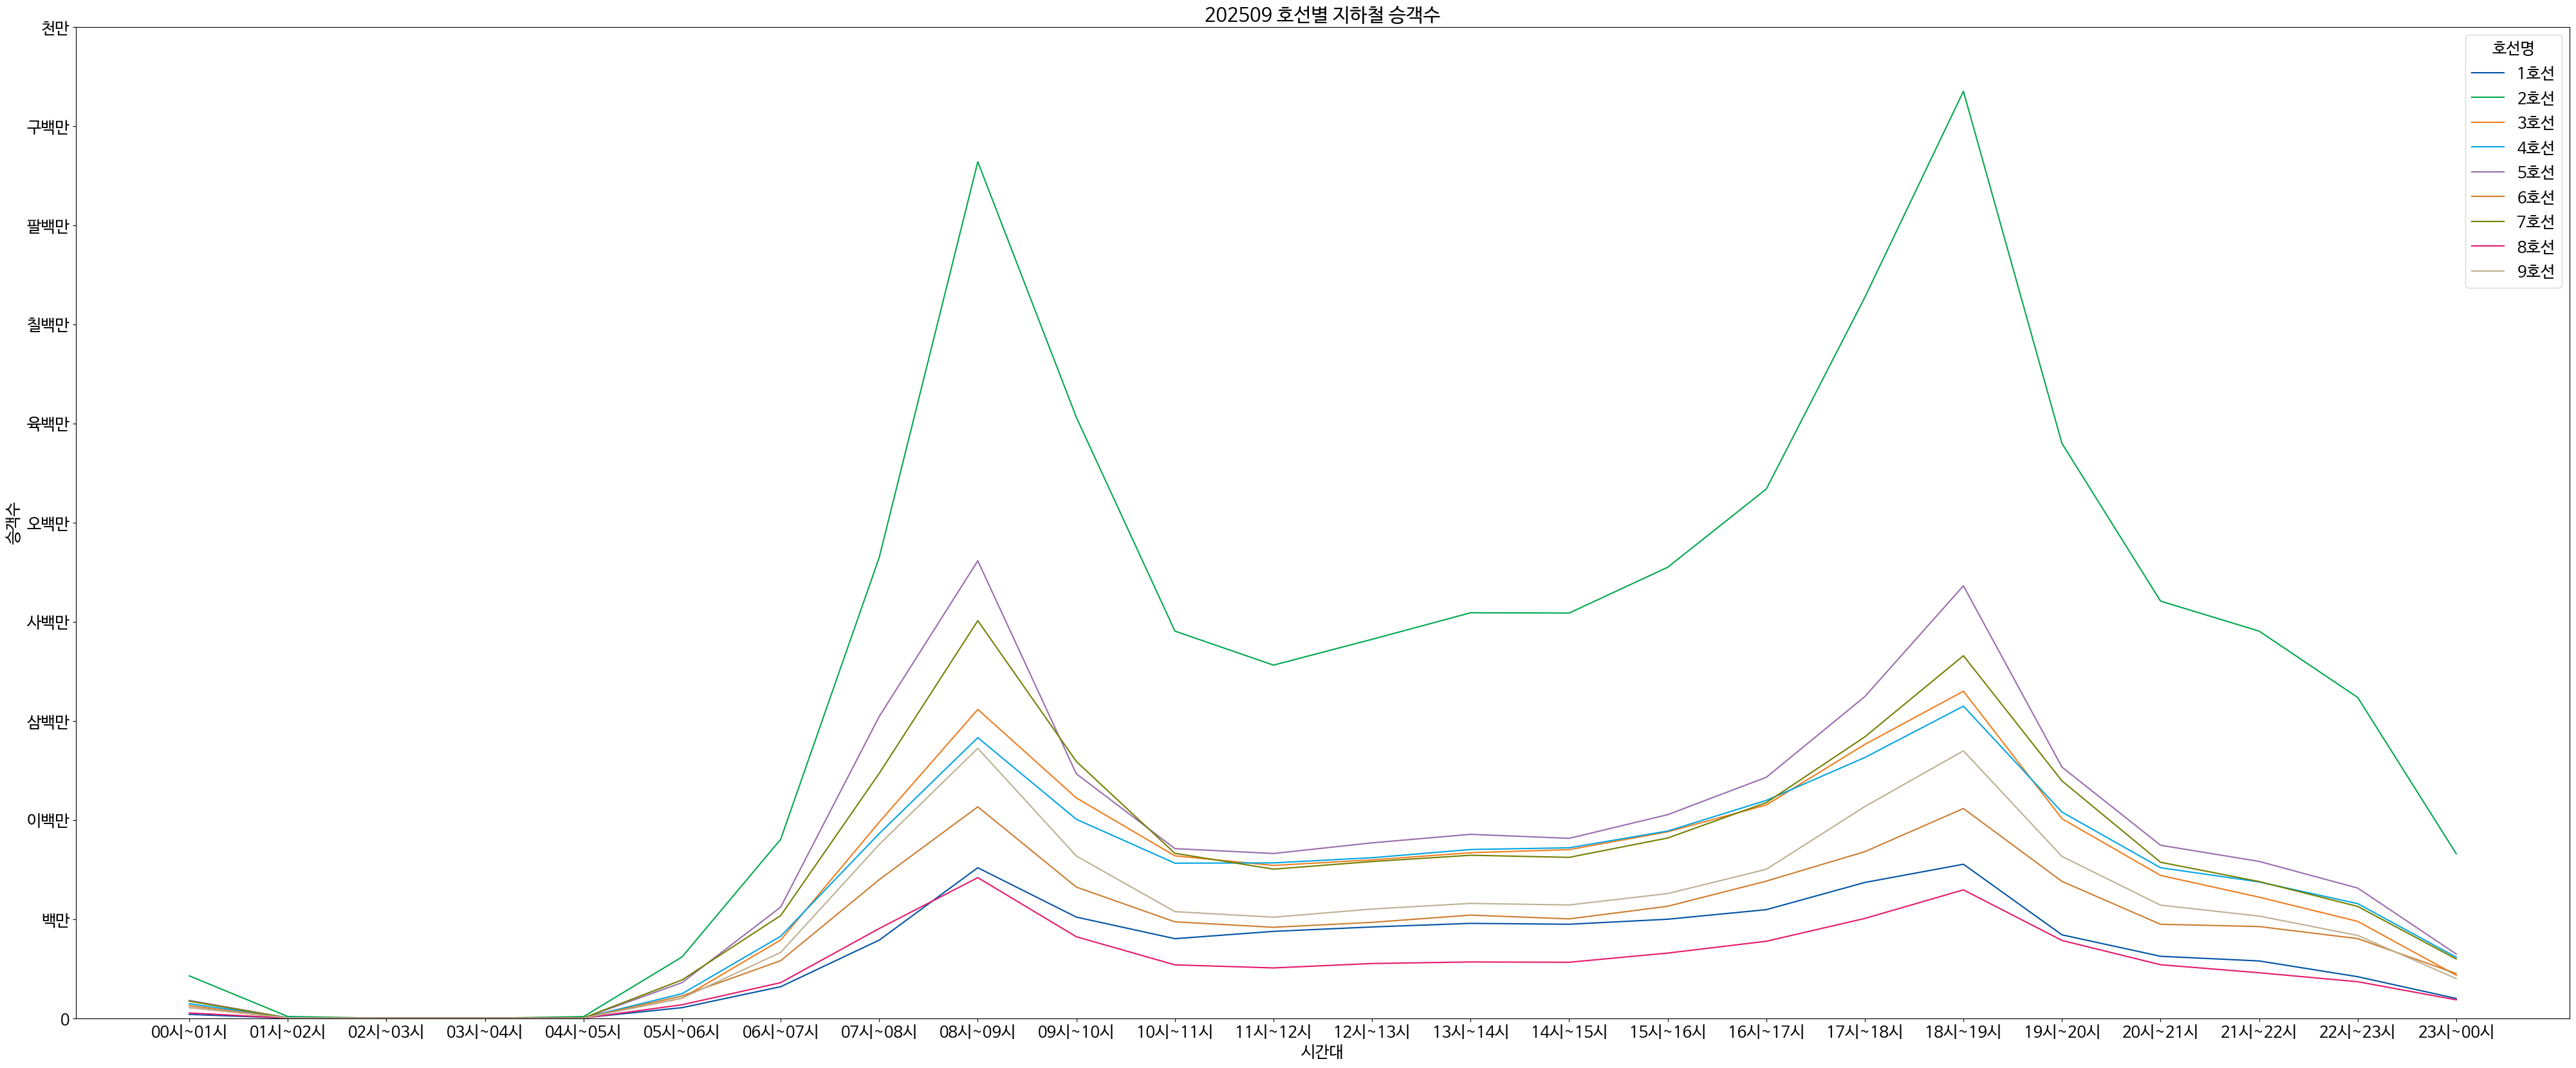 202509 호선별 지하철 승객수
천만
구백만
팔백만
칠백만
육백만
오백만
사백만
삼백만
이백만
백만
0
승객수
호선명
1호선
2호선
3호선
4호선
5호선
6호선
7호선
8호선
9호선
00시~01시 01시~02시 02시~03시 03시~04시 04시~05시 05시~06시 06시~07시 07시~08시 08시~09시 09시~10시 10시~11시 11시~12시 12시~13시 13시~14시 14시~15시 15시~16시 16시~17시 17시~18시 18시~19시 19시~20시 20시~21시 21시~22시 22시~23시 23시~00시
시간대